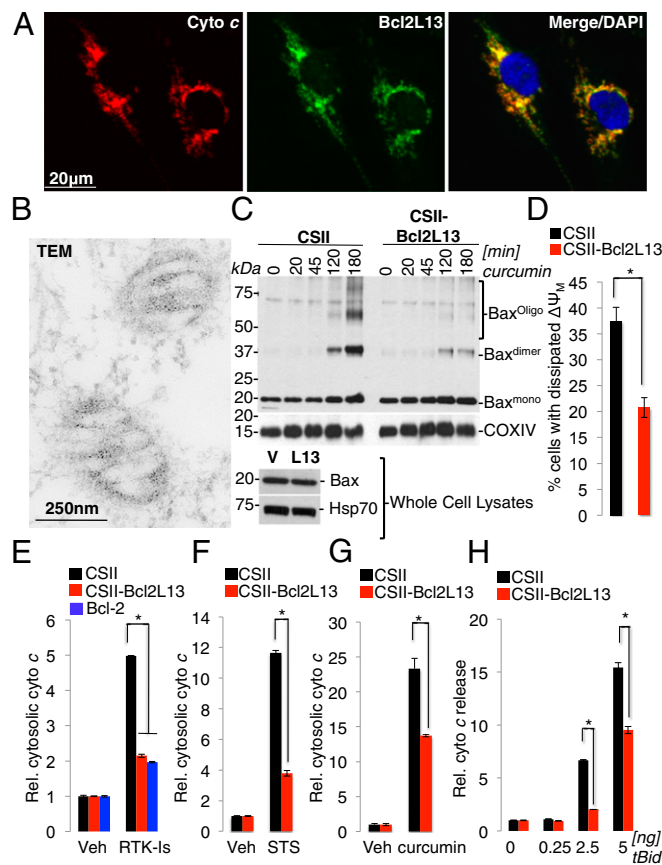 A
Cyto c
Bcl2L13
Merge/DAPI
20µm
B
TEM
250nm
C
CSII
CSII-
Bcl2L13
[min]
curcumin
kDa
0 20 45 120 180
0 20 45 120 180
75
50
37
25
20
20
15
BaxOligo
Baxdimer
Baxmono
COXIV
V L13
20
75
Bax
Hsp70
Whole Cell Lysates
D
CSII
CSII-Bcl2L13
*
% cells with dissipated ΔΨM
45
40
35
30
25
20
15
10
5
0
E
CSII
CSII-Bcl2L13
Bcl-2
*
Rel. cytosolic cyto c
6
5
4
3
2
1
0
Veh RTK-Is
F
CSII
CSII-Bcl2L13
*
Rel. cytosolic cyto c
14
12
10
8
6
4
2
0
Veh STS
G
CSII
CSII-Bcl2L13
*
Rel. cytosolic cyto c
30
25
20
15
10
5
0
Veh curcumin
H
CSII
CSII-Bcl2L13
*
*
Rel. cyto c release
20
15
10
5
0
0 0.25 2.5 5 [ng]
tBid